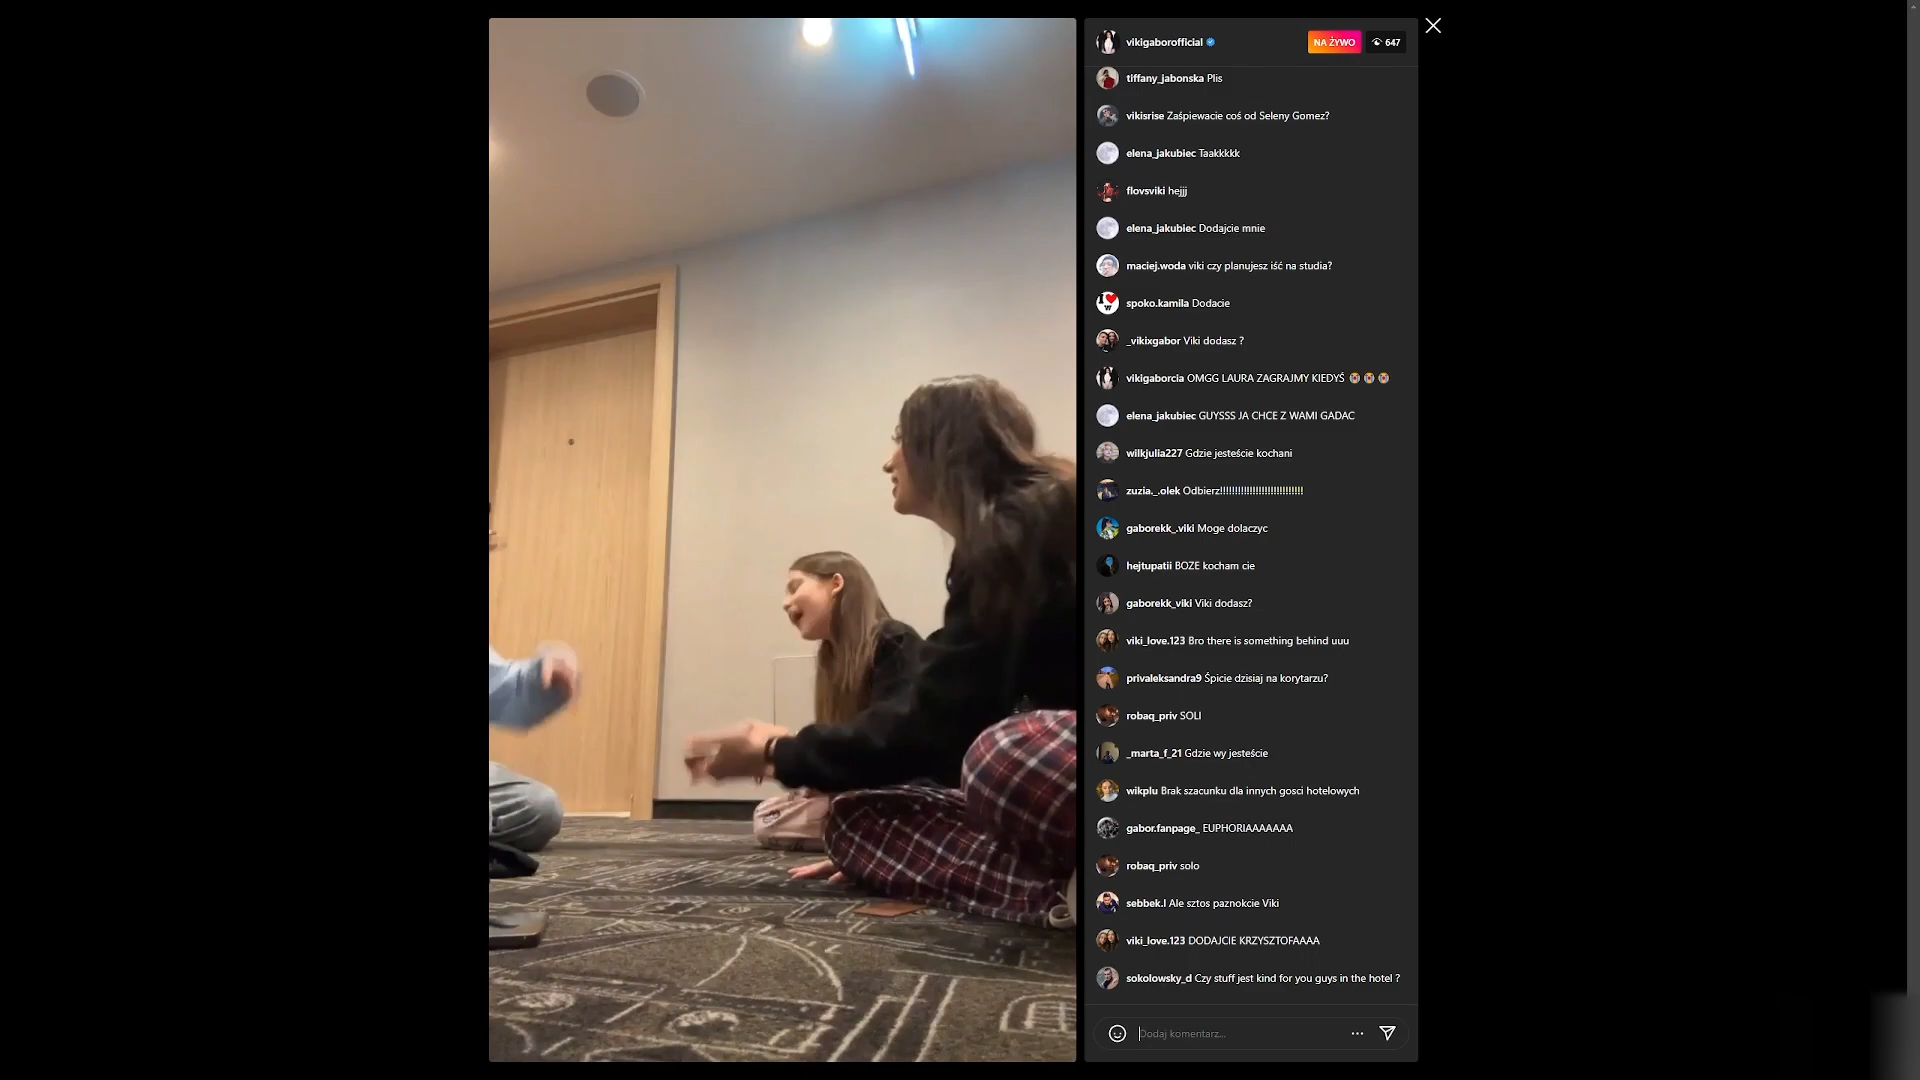 vikigaborofficial
NA ŻYWO
647
tiffany_jabonska Plis
vikisrise Zaśpiewacie coś od Seleny Gomez?
elena_jakubiec Taakkkkk
flovsviki hejjj
elena_jakubiec Dodajcie mnie
maciej.woda viki czy planujesz iść na studia?
spoko.kamila Dodacie
_vikixgabor Viki dodasz ?
vikigaborcia OMGG LAURA ZAGRAJMY KIEDYŚ 😭 😭 😭
elena_jakubiec GUYSSS JA CHCE Z WAMI GADAC
wilkjulia227 Gdzie jesteście kochani
zuzia._.olek Odbierz!!!!!!!!!!!!!!!!!!!!!!!!!!!!
gaborekk_.viki Moge dolaczyc
hejtupatii BOZE kocham cie
gaborekk_viki Viki dodasz?
viki_love.123 Bro there is something behind uuu
privaleksandra9 Śpicie dzisiaj na korytarzu?
robaq_priv SOLI
_marta_f_21 Gdzie wy jesteście
wikplu Brak szacunku dla innych gosci hotelowych
gabor.fanpage_ EUPHORIAAAAAAA
robaq_priv solo
sebbek.l Ale sztos paznokcie Viki
viki_love.123 DODAJCIE KRZYSZTOFAAAA
sokolowsky_d Czy stuff jest kind for you guys in the hotel ?
Dodaj komentarz...